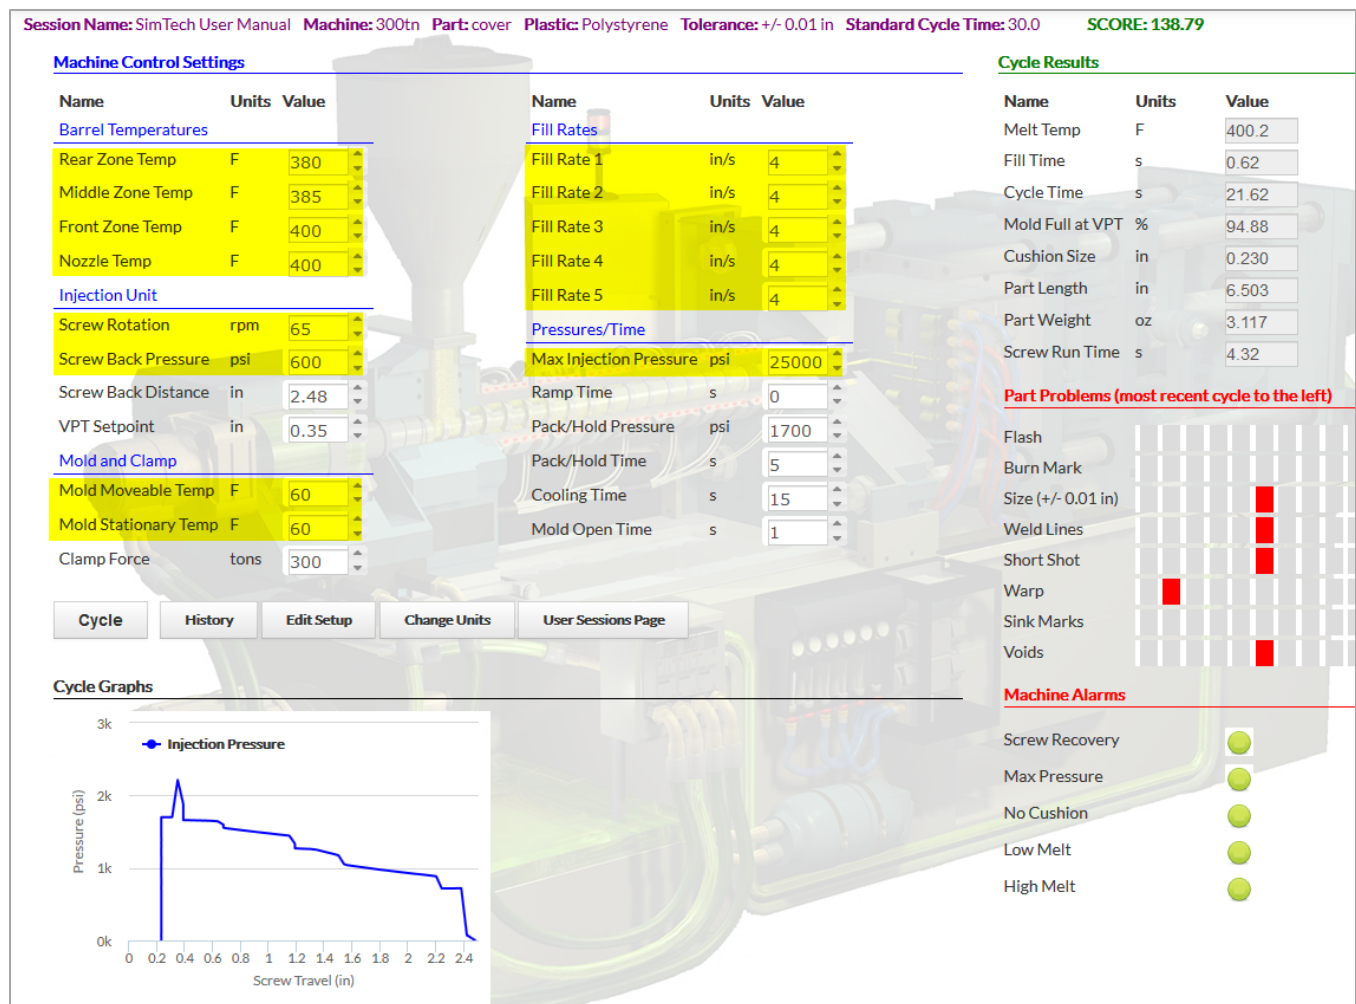 Session Name: SimTech User Manual Machine: 300tn Part: cover Plastic: Polystyrene Tolerance: +/- 0.01 in Standard Cycle Time: 30.0 SCORE: 138.79
Machine Control Settings
Name Units Value
Barrel Temperatures
Rear Zone Temp F 380
Middle Zone Temp F 385
Front Zone Temp F 400
Nozzle Temp F 400
Injection Unit
Screw Rotation rpm 65
Screw Back Pressure psi 600
Screw Back Distance in 2.48
VPT Setpoint in 0.35
Mold and Clamp
Mold Moveable Temp F 60
Mold Stationary Temp F 60
Clamp Force tons 300
Name Units Value
Fill Rates
Fill Rate 1 in/s 4
Fill Rate 2 in/s 4
Fill Rate 3 in/s 4
Fill Rate 4 in/s 4
Fill Rate 5 in/s 4
Pressures/Time
Max Injection Pressure psi 25000
Ramp Time s 0
Pack/Hold Pressure psi 1700
Pack/Hold Time s 5
Cooling Time s 15
Mold Open Time s 1
Cycle History Edit Setup Change Units User Sessions Page
Cycle Graphs
Injection Pressure
3k
2k
1k
0k
Pressure (psi)
0 0.2 0.4 0.6 0.8 1 1.2 1.4 1.6 1.8 2 2.2 2.4
Screw Travel (in)
Cycle Results
Name Units Value
Melt Temp F 400.2
Fill Time s 0.62
Cycle Time s 21.62
Mold Full at VPT % 94.88
Cushion Size in 0.230
Part Length in 6.503
Part Weight oz 3.117
Screw Run Time s 4.32
Part Problems (most recent cycle to the left)
Flash
Burn Mark
Size (+/- 0.01 in)
Weld Lines
Short Shot
Warp
Sink Marks
Voids
Machine Alarms
Screw Recovery
Max Pressure
No Cushion
Low Melt
High Melt